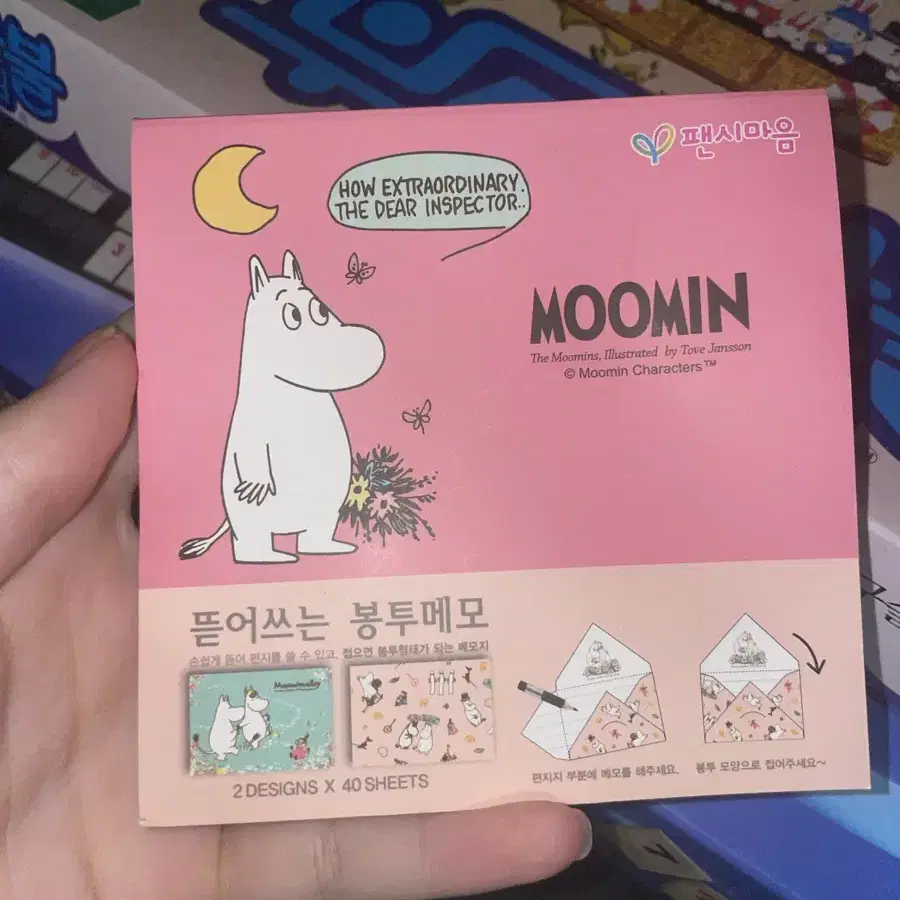 팬시마음
HOW EXTRAORDINARY.
THE DEAR INSPECTOR..
MOOMIN
The Moomins, Illustrated by Tove Jansson
© Moomin Characters™
뜯어쓰는 봉투메모
손쉽게 뜯어 편지를 쓸 수 있고, 접으면 봉투형태가 되는 메모지
Moominvalley
2 DESIGNS X 40 SHEETS
편지지 부분에 메모를 해주세요.
봉투 모양으로 접어주세요~
3
7